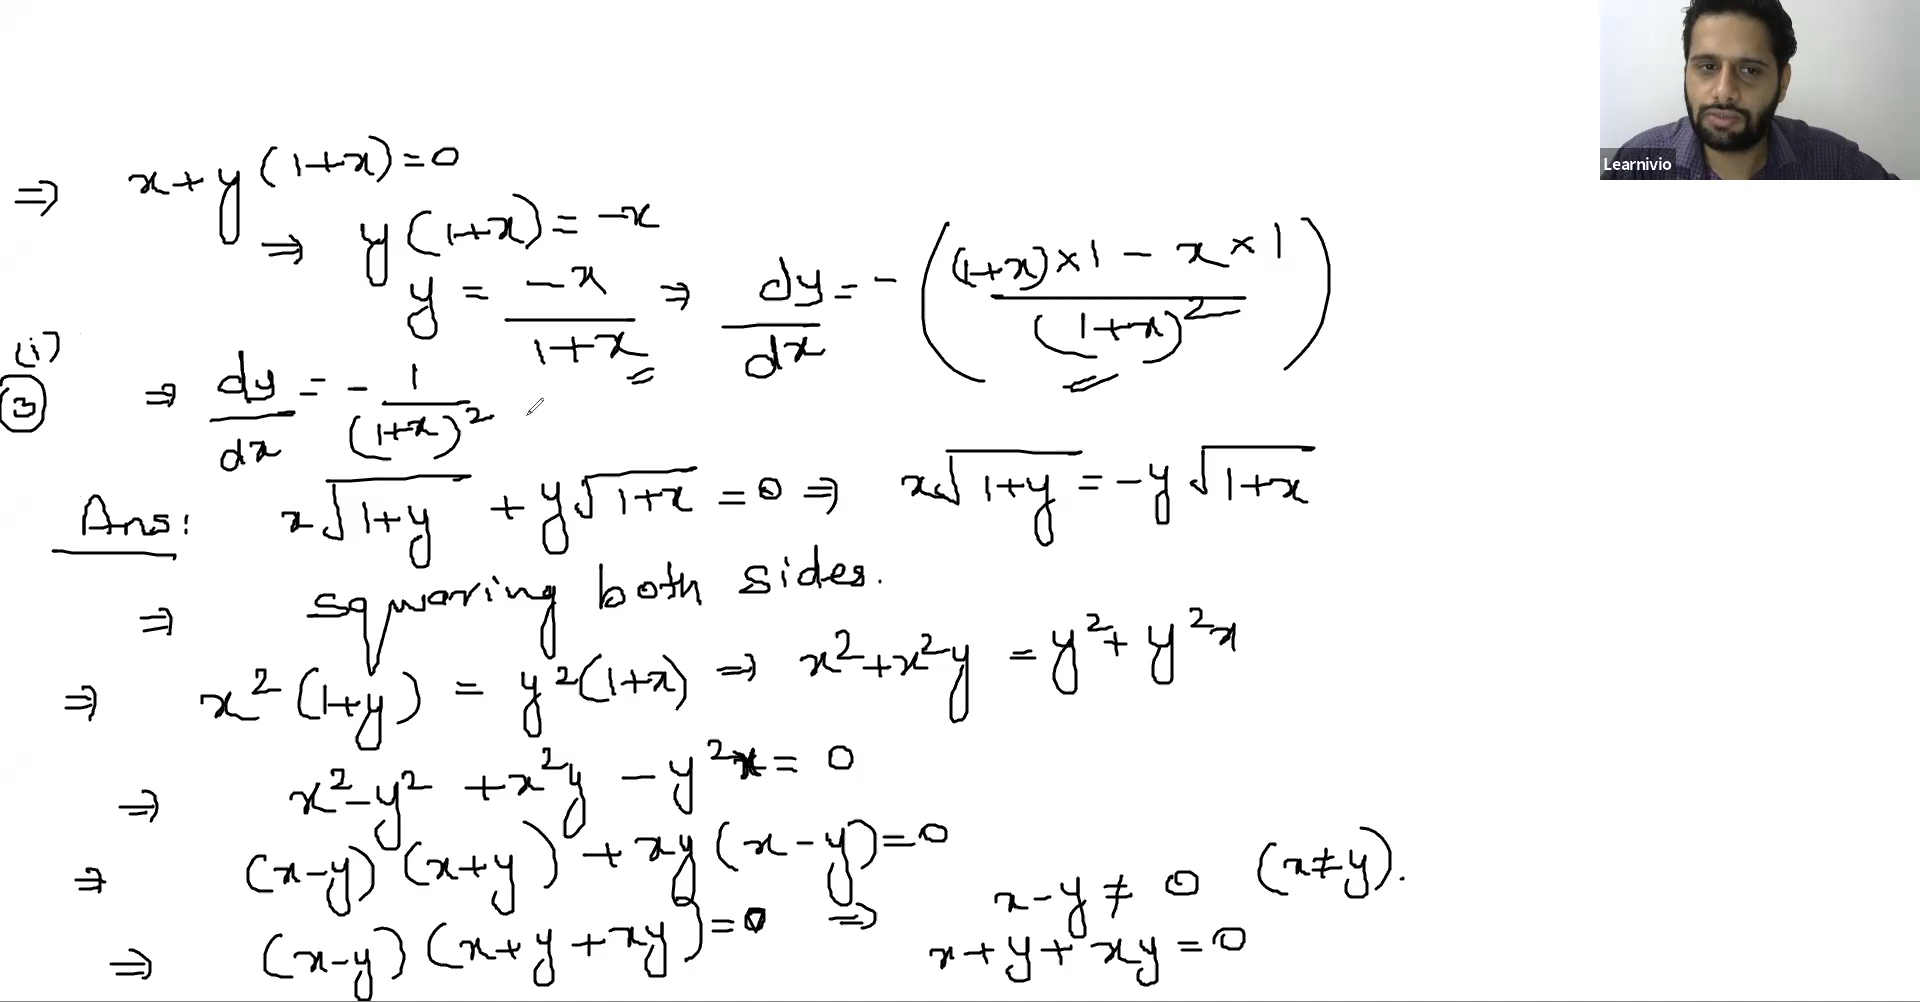 Learnivio
⇒ x+y(1+x)=0
⇒ y(1+x)=-x
y = -x/(1+x) ⇒ dy/dx = -((1+x)×1 - x×1)/(1+x)²)
(i)
③ ⇒ dy/dx = -1/(1+x)²
Ans: x√(1+y) + y√(1+x) = 0 ⇒ x√(1+y) = -y√(1+x)
⇒ squaring both sides.
⇒ x²(1+y) = y²(1+x) ⇒ x²+x²y = y²+y²x
⇒ x²-y²+x²y-y²x = 0
⇒ (x-y)(x+y)+xy(x-y)=0
x-y≠0 (x≠y).
⇒ (x-y)(x+y+xy)=0 ⇒ x+y+xy=0